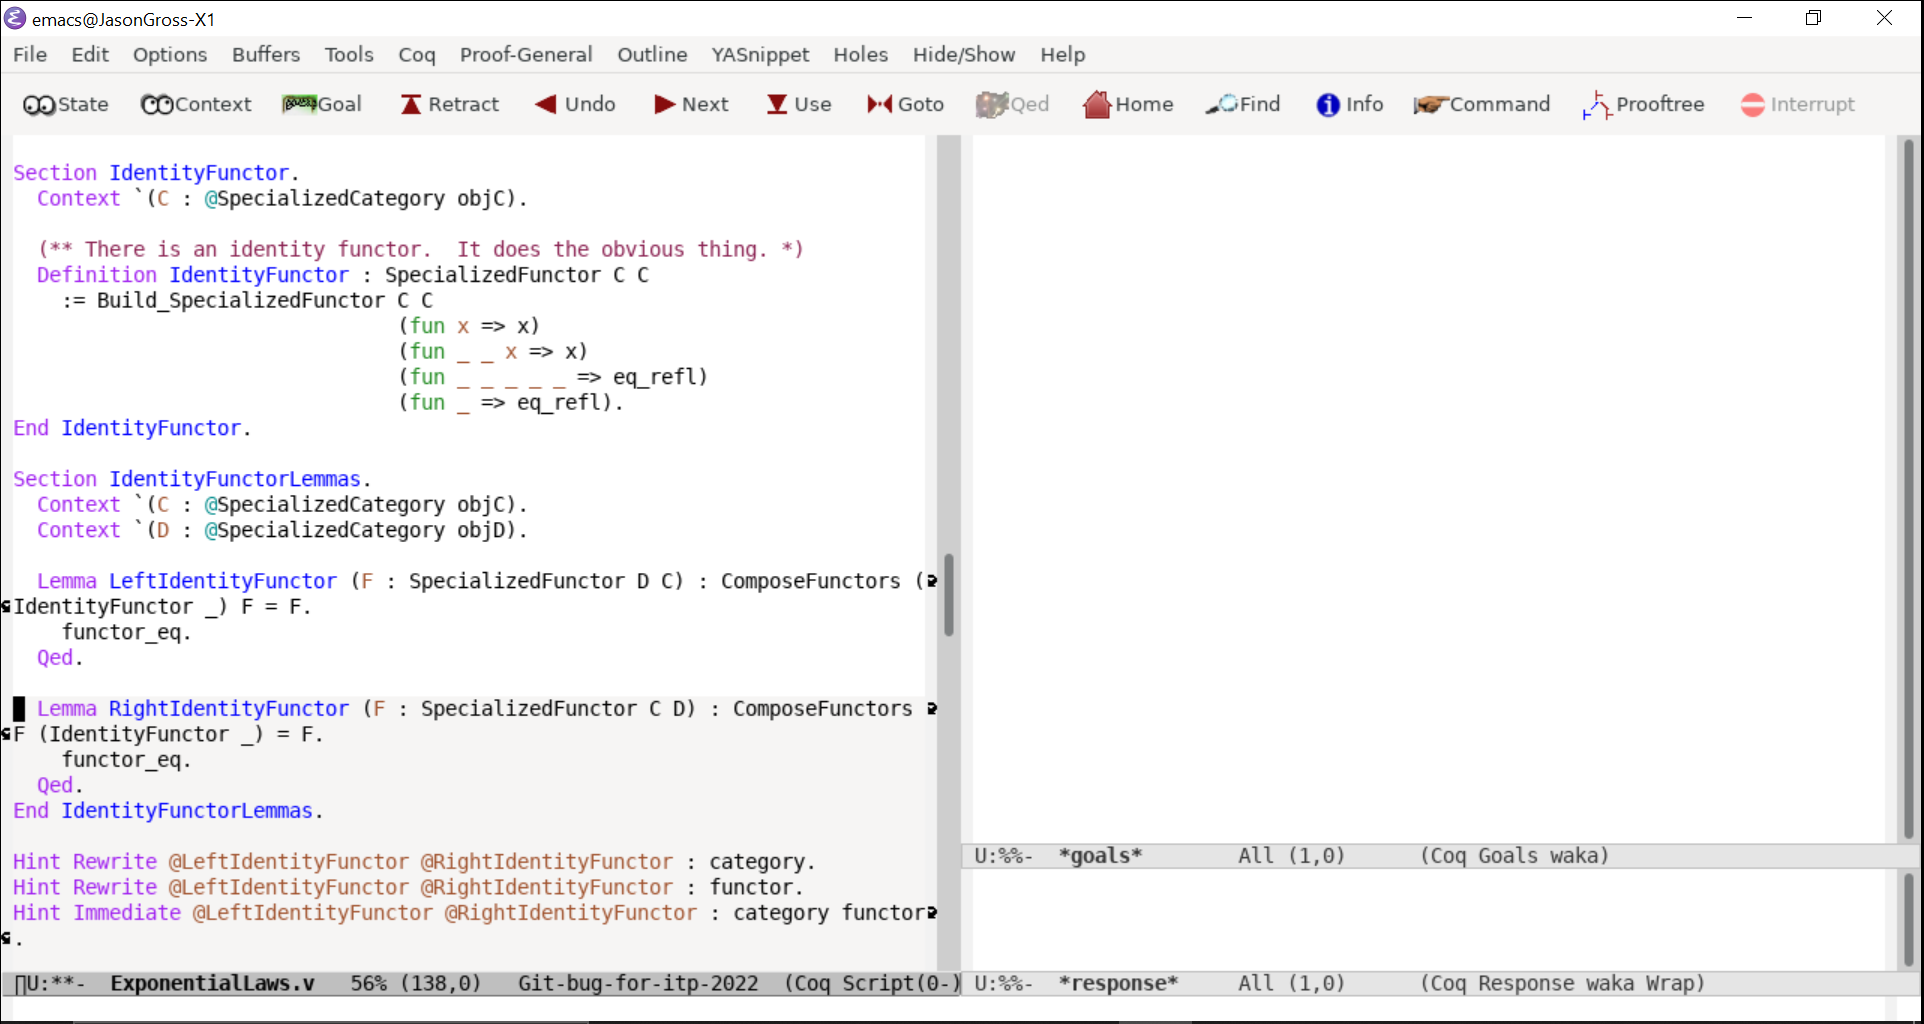 emacs@JasonGross-X1
File Edit Options Buffers Tools Coq Proof-General Outline YASnippet Holes Hide/Show Help
State Context Goal Retract Undo Next Use Goto Qed Home Find Info Command Prooftree Interrupt
Section IdentityFunctor.
  Context `(C : @SpecializedCategory objC).
  (** There is an identity functor.  It does the obvious thing. *)
  Definition IdentityFunctor : SpecializedFunctor C C
    := Build_SpecializedFunctor C C
                                (fun x => x)
                                (fun _ _ x => x)
                                (fun _ _ _ _ _ => eq_refl)
                                (fun _ => eq_refl).
End IdentityFunctor.
Section IdentityFunctorLemmas.
  Context `(C : @SpecializedCategory objC).
  Context `(D : @SpecializedCategory objD).
  Lemma LeftIdentityFunctor (F : SpecializedFunctor D C) : ComposeFunctors (
IdentityFunctor _) F = F.
    functor_eq.
  Qed.
  Lemma RightIdentityFunctor (F : SpecializedFunctor C D) : ComposeFunctors
F (IdentityFunctor _) = F.
    functor_eq.
  Qed.
End IdentityFunctorLemmas.
Hint Rewrite @LeftIdentityFunctor @RightIdentityFunctor : category.
Hint Rewrite @LeftIdentityFunctor @RightIdentityFunctor : functor.
Hint Immediate @LeftIdentityFunctor @RightIdentityFunctor : category functor
.
U:**-  ExponentialLaws.v   56% (138,0)   Git-bug-for-itp-2022  (Coq Script(0-)
U:%%-  *goals*        All (1,0)      (Coq Goals waka)
U:%%-  *response*     All (1,0)      (Coq Response waka Wrap)